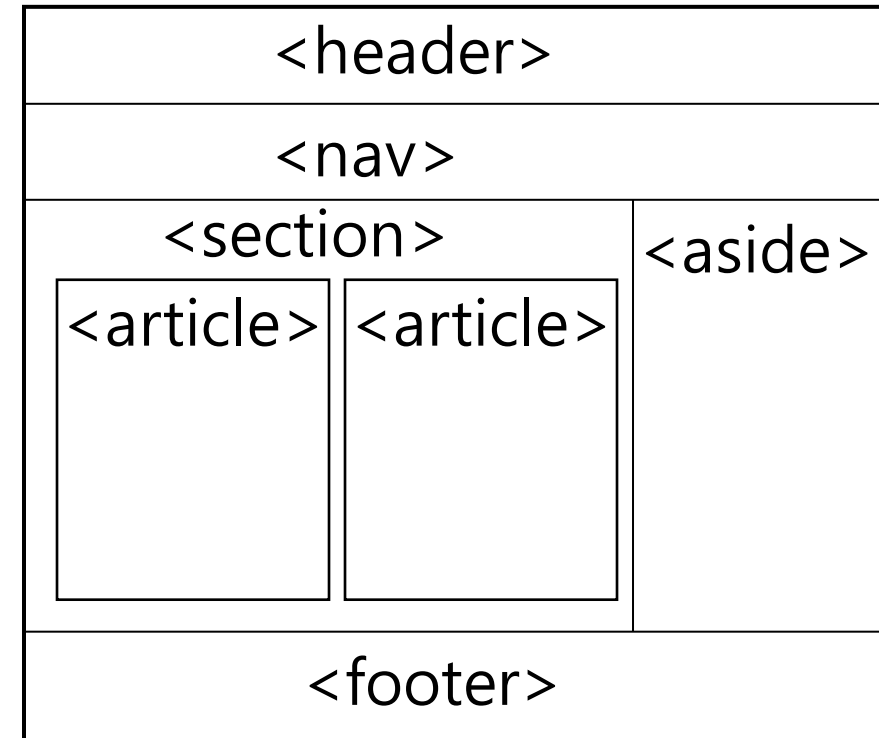 <header>
<nav>
<section>
<aside>
<article>
<article>
<footer>